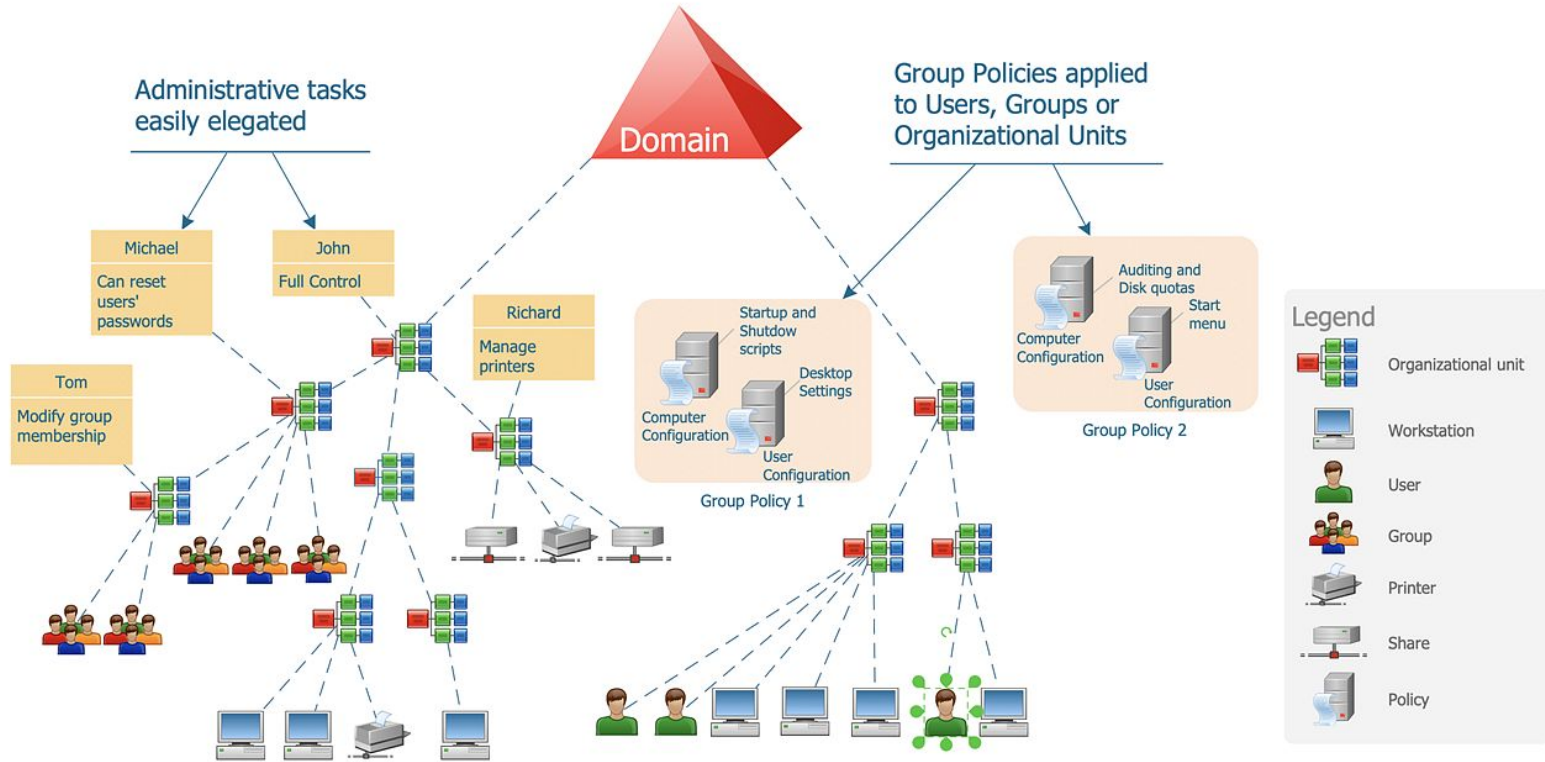 Administrative tasks
easily elegated
Domain
Group Policies applied
to Users, Groups or
Organizational Units
Michael
Can reset
users'
passwords
John
Full Control
Tom
Modify group
membership
Richard
Manage
printers
Startup and
Shutdow
scripts
Computer
Configuration
Desktop
Settings
User
Configuration
Group Policy 1
Auditing and
Disk quotas
Computer
Configuration
Start
menu
User
Configuration
Group Policy 2
Legend
Organizational unit
Workstation
User
Group
Printer
Share
Policy